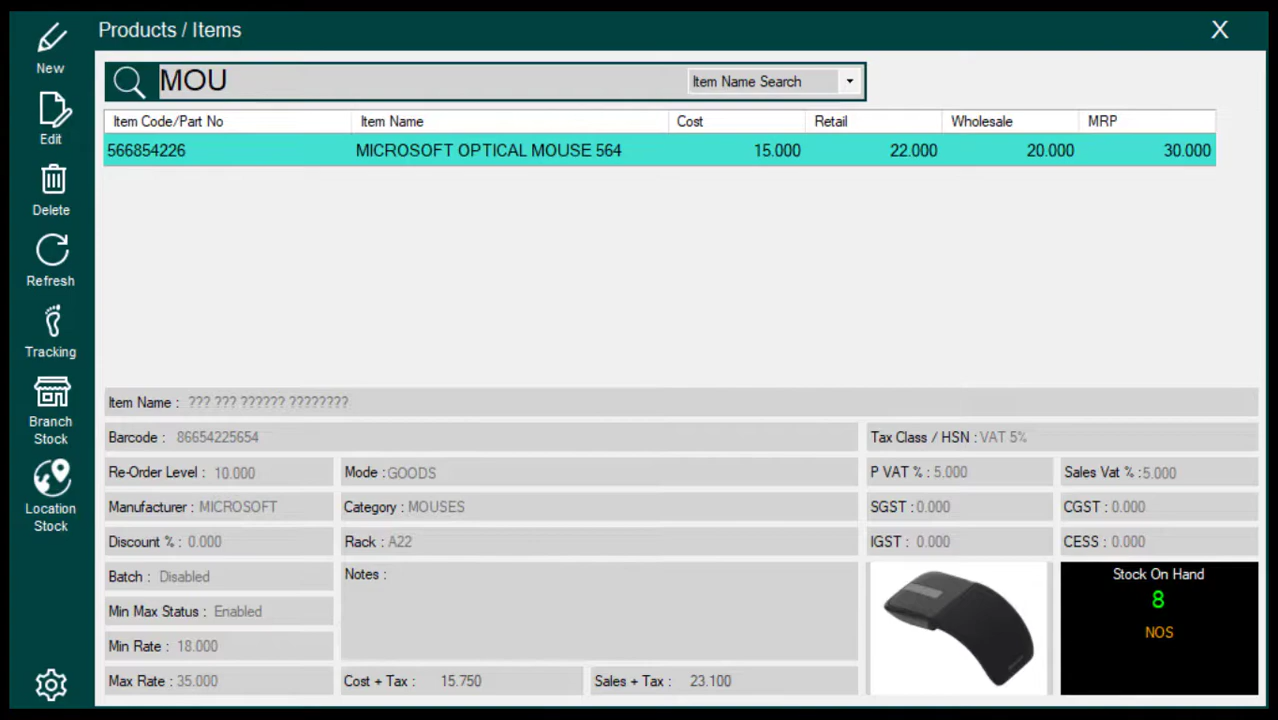 Products / Items
X
New
Edit
Delete
Refresh
Tracking
Branch
Stock
Location
Stock
MOU
Item Name Search
Item Code/Part No Item Name Cost Retail Wholesale MRP
566854226 MICROSOFT OPTICAL MOUSE 564 15.000 22.000 20.000 30.000
Item Name : ??? ??? ?????? ????????
Barcode : 86654225654 Tax Class / HSN : VAT 5%
Re-Order Level : 10.000 Mode : GOODS P VAT % : 5.000 Sales Vat % : 5.000
Manufacturer : MICROSOFT Category : MOUSES SGST : 0.000 CGST : 0.000
Discount % : 0.000 Rack : A22 IGST : 0.000 CESS : 0.000
Batch : Disabled Notes : Stock On Hand
8
Min Max Status : Enabled NOS
Min Rate : 18.000
Max Rate : 35.000 Cost + Tax : 15.750 Sales + Tax : 23.100